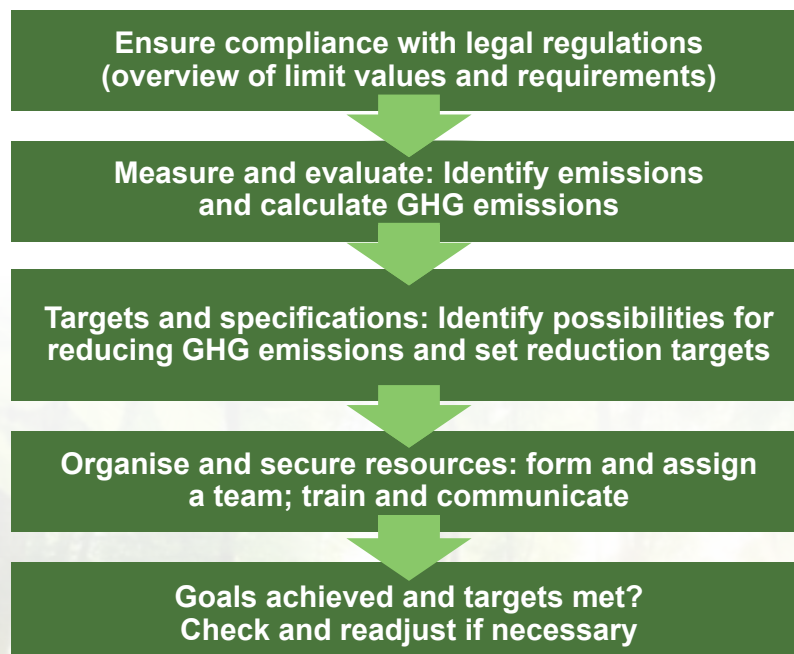 Ensure compliance with legal regulations
(overview of limit values and requirements)
Measure and evaluate: Identify emissions
and calculate GHG emissions
Targets and specifications: Identify possibilities for
reducing GHG emissions and set reduction targets
Organise and secure resources: form and assign
a team; train and communicate
Goals achieved and targets met?
Check and readjust if necessary